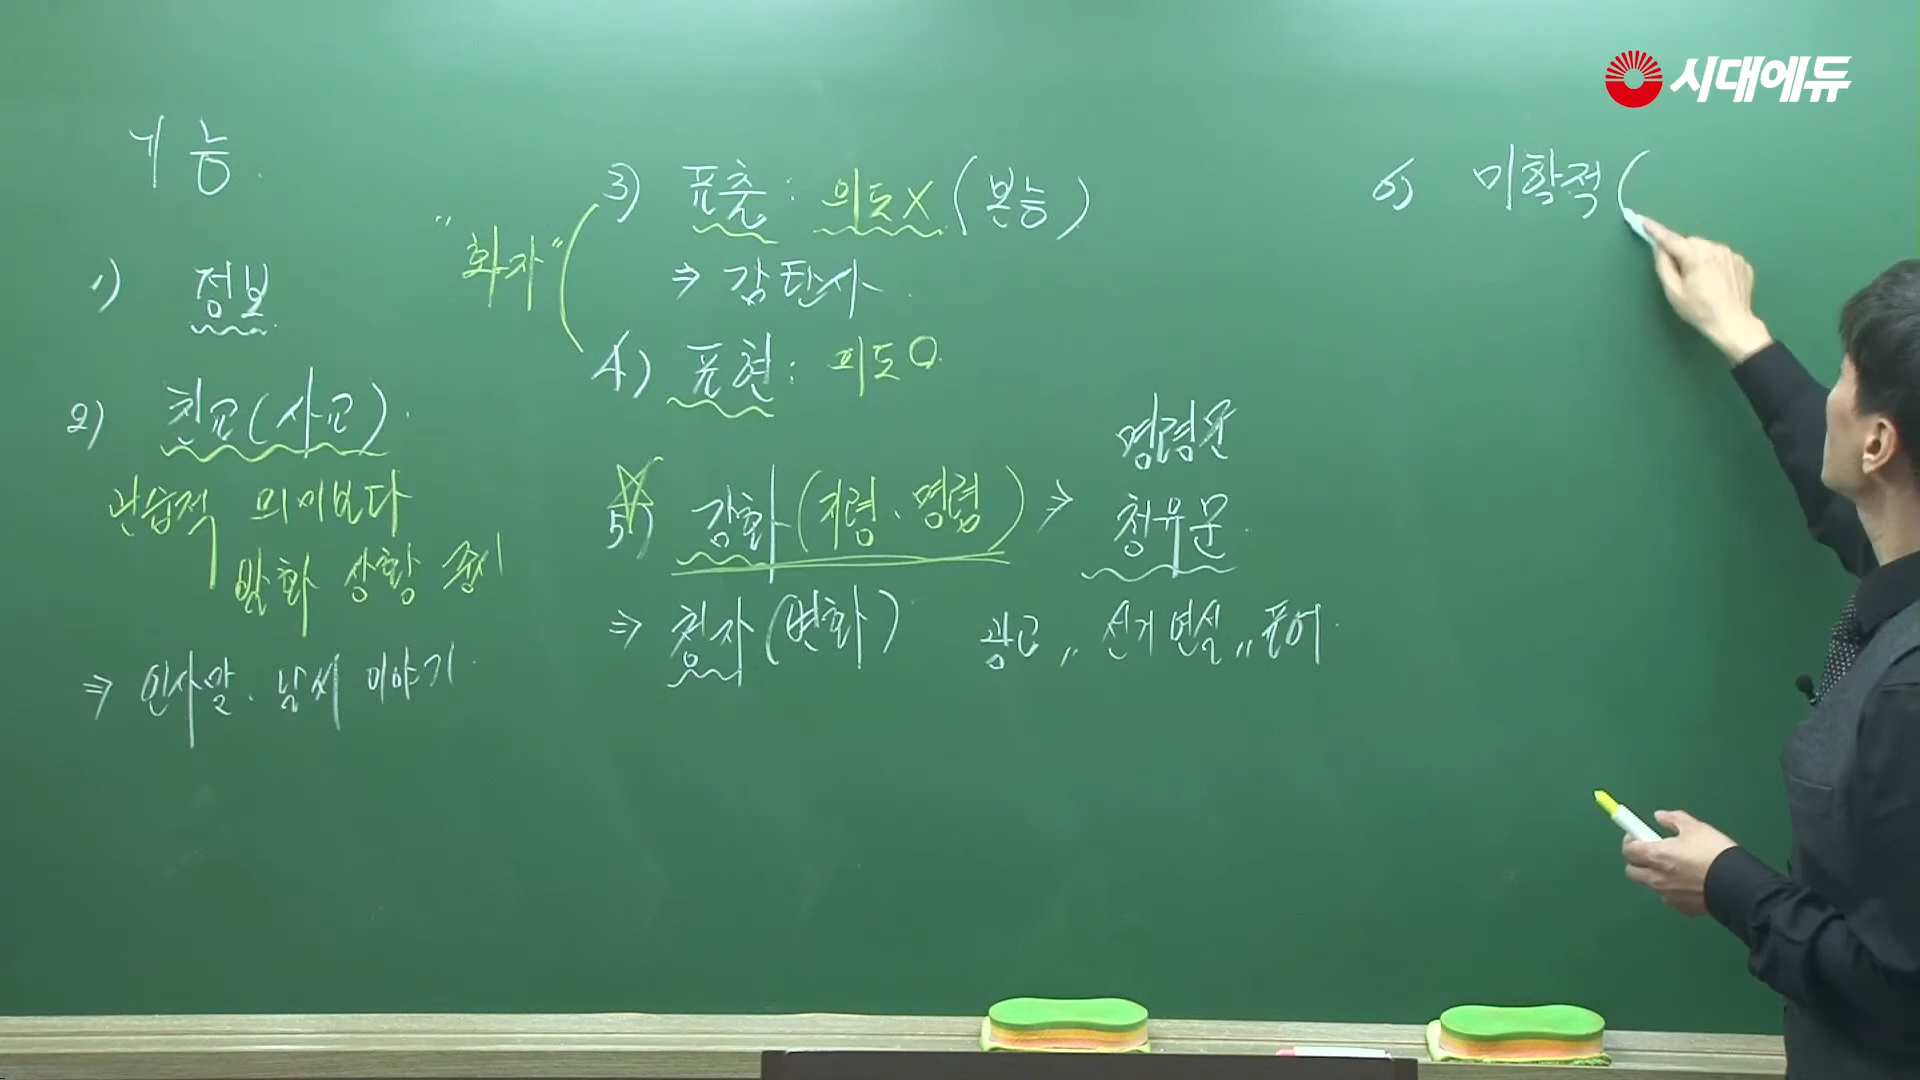 시대에듀
기능.
1) 정보
2) 친교(사교).
관습적 의미보다
발화 상황 중시
⇒ 인사말. 날씨 이야기.
"화자"
3) 표출 : 의도X (본능)
⇒ 감탄사.
4) 표현 : 의도O.
5) 감화(지령、명령) ⇒ 명령문
청유문.
⇒ 청자(변화) 광고 〃 선거 연설 〃 표어.
6) 미학적(